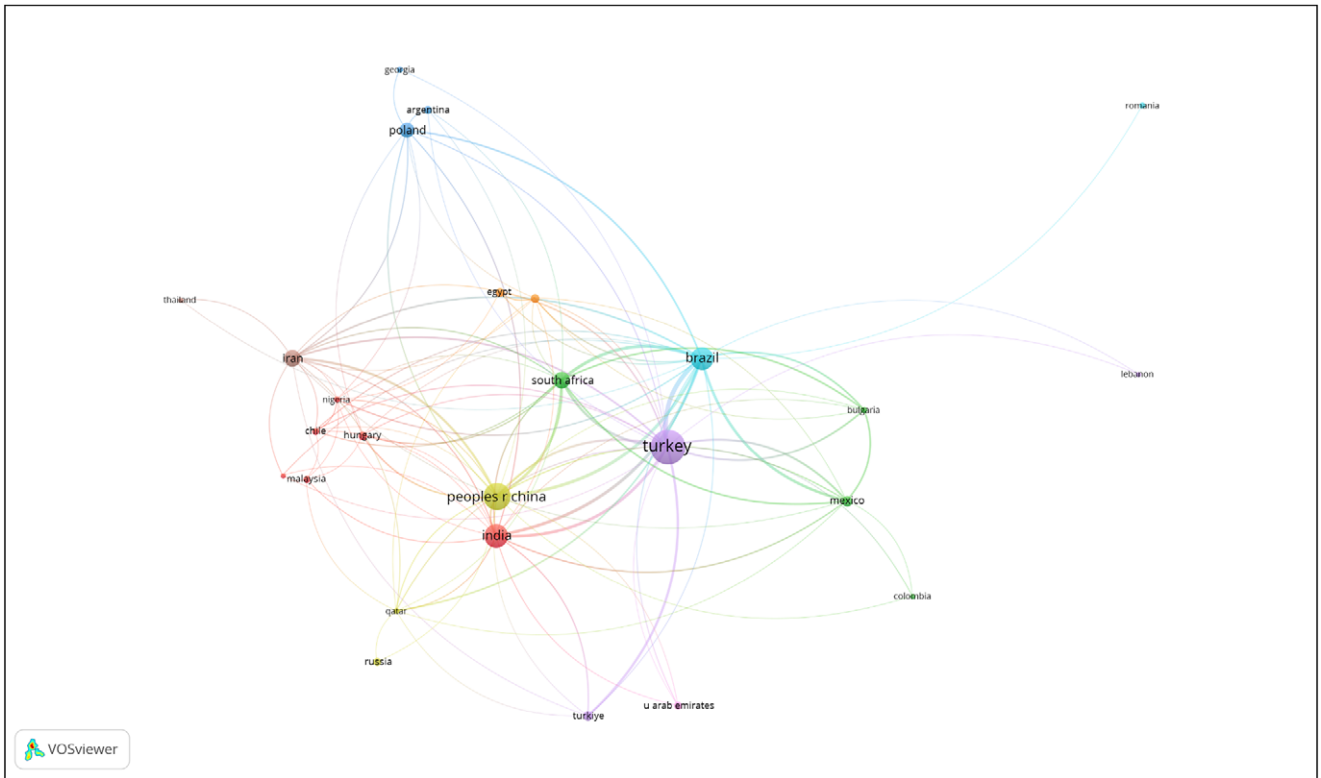 georgia
argentina
poland
romania
egypt
thailand
iran
brazil
lebanon
south africa
nigeria
bulgaria
chile
hungary
turkey
malaysia
peoples r china
mexico
india
colombia
qatar
russia
u arab emirates
turkiye
VOSviewer